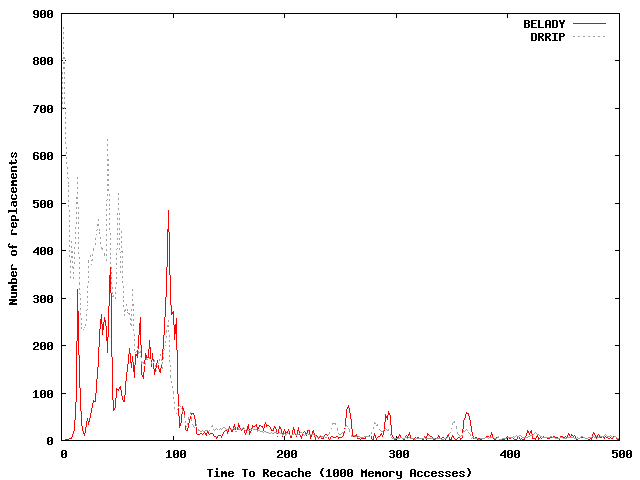 900
800
700
600
500
400
300
200
100
0
0 100 200 300 400 500
Number of replacements
Time To Recache (1000 Memory Accesses)
BELADY
DRRIP